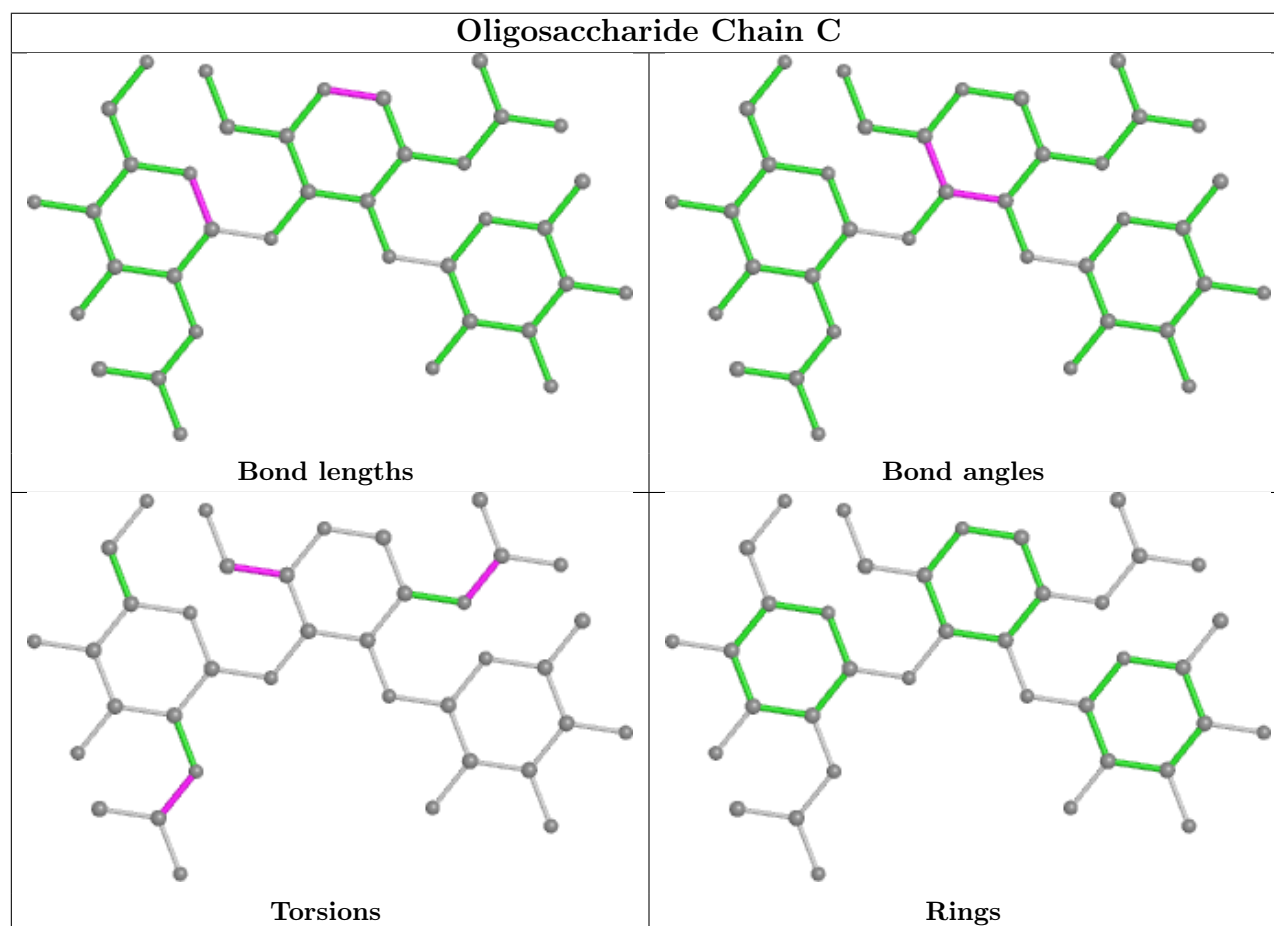 Oligosaccharide Chain C
Bond lengths
Bond angles
Torsions
Rings